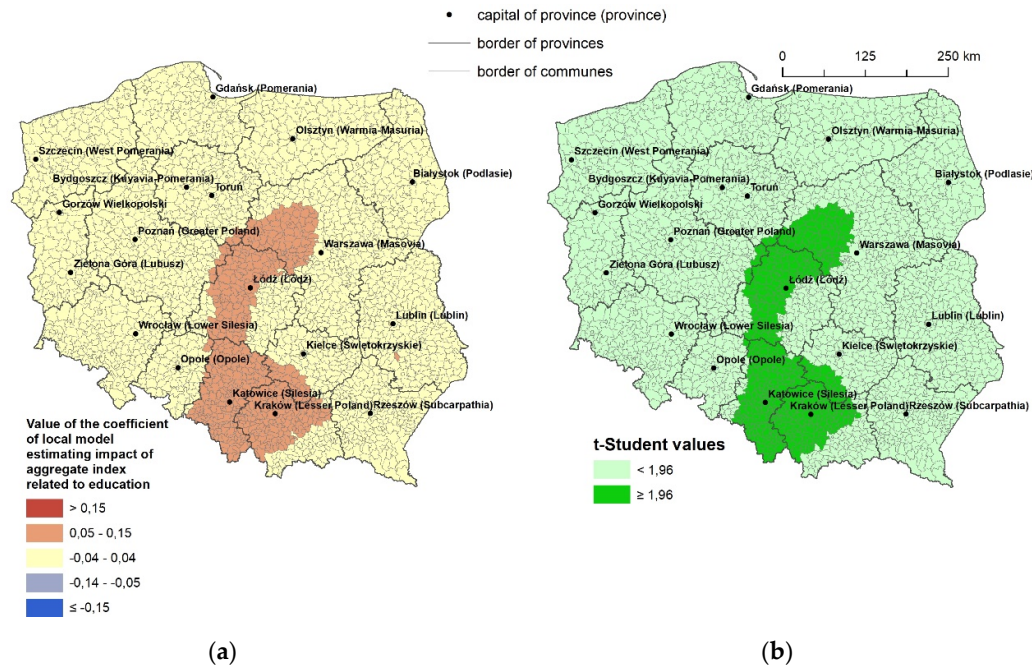 capital of province (province)
border of provinces
border of communes
0 125 250 km
Gdańsk (Pomerania)
Olsztyn (Warmia-Masuria)
Szczecin (West Pomerania)
Bydgoszcz (Kuyavia-Pomerania)
Toruń
Białystok (Podlasie)
Gorzów Wielkopolski
Poznań (Greater Poland)
Warszawa (Masovia)
Zielona Góra (Lubusz)
Łódź (Łódź)
Wrocław (Lower Silesia)
Lublin (Lublin)
Opole (Opole)
Kielce (Świętokrzyskie)
Katowice (Silesia)
Kraków (Lesser Poland)
Rzeszów (Subcarpathia)
Value of the coefficient
of local model
estimating impact of
aggregate index
related to education
> 0,15
0,05 - 0,15
-0,04 - 0,04
-0,14 - -0,05
≤ -0,15
(a)
Gdańsk (Pomerania)
Olsztyn (Warmia-Masuria)
Szczecin (West Pomerania)
Bydgoszcz (Kuyavia-Pomerania)
Toruń
Białystok (Podlasie)
Gorzów Wielkopolski
Poznań (Greater Poland)
Warszawa (Masovia)
Zielona Góra (Lubusz)
Łódź (Łódź)
Wrocław (Lower Silesia)
Lublin (Lublin)
Opole (Opole)
Kielce (Świętokrzyskie)
Katowice (Silesia)
Kraków (Lesser Poland)
Rzeszów (Subcarpathia)
t-Student values
< 1,96
≥ 1,96
(b)